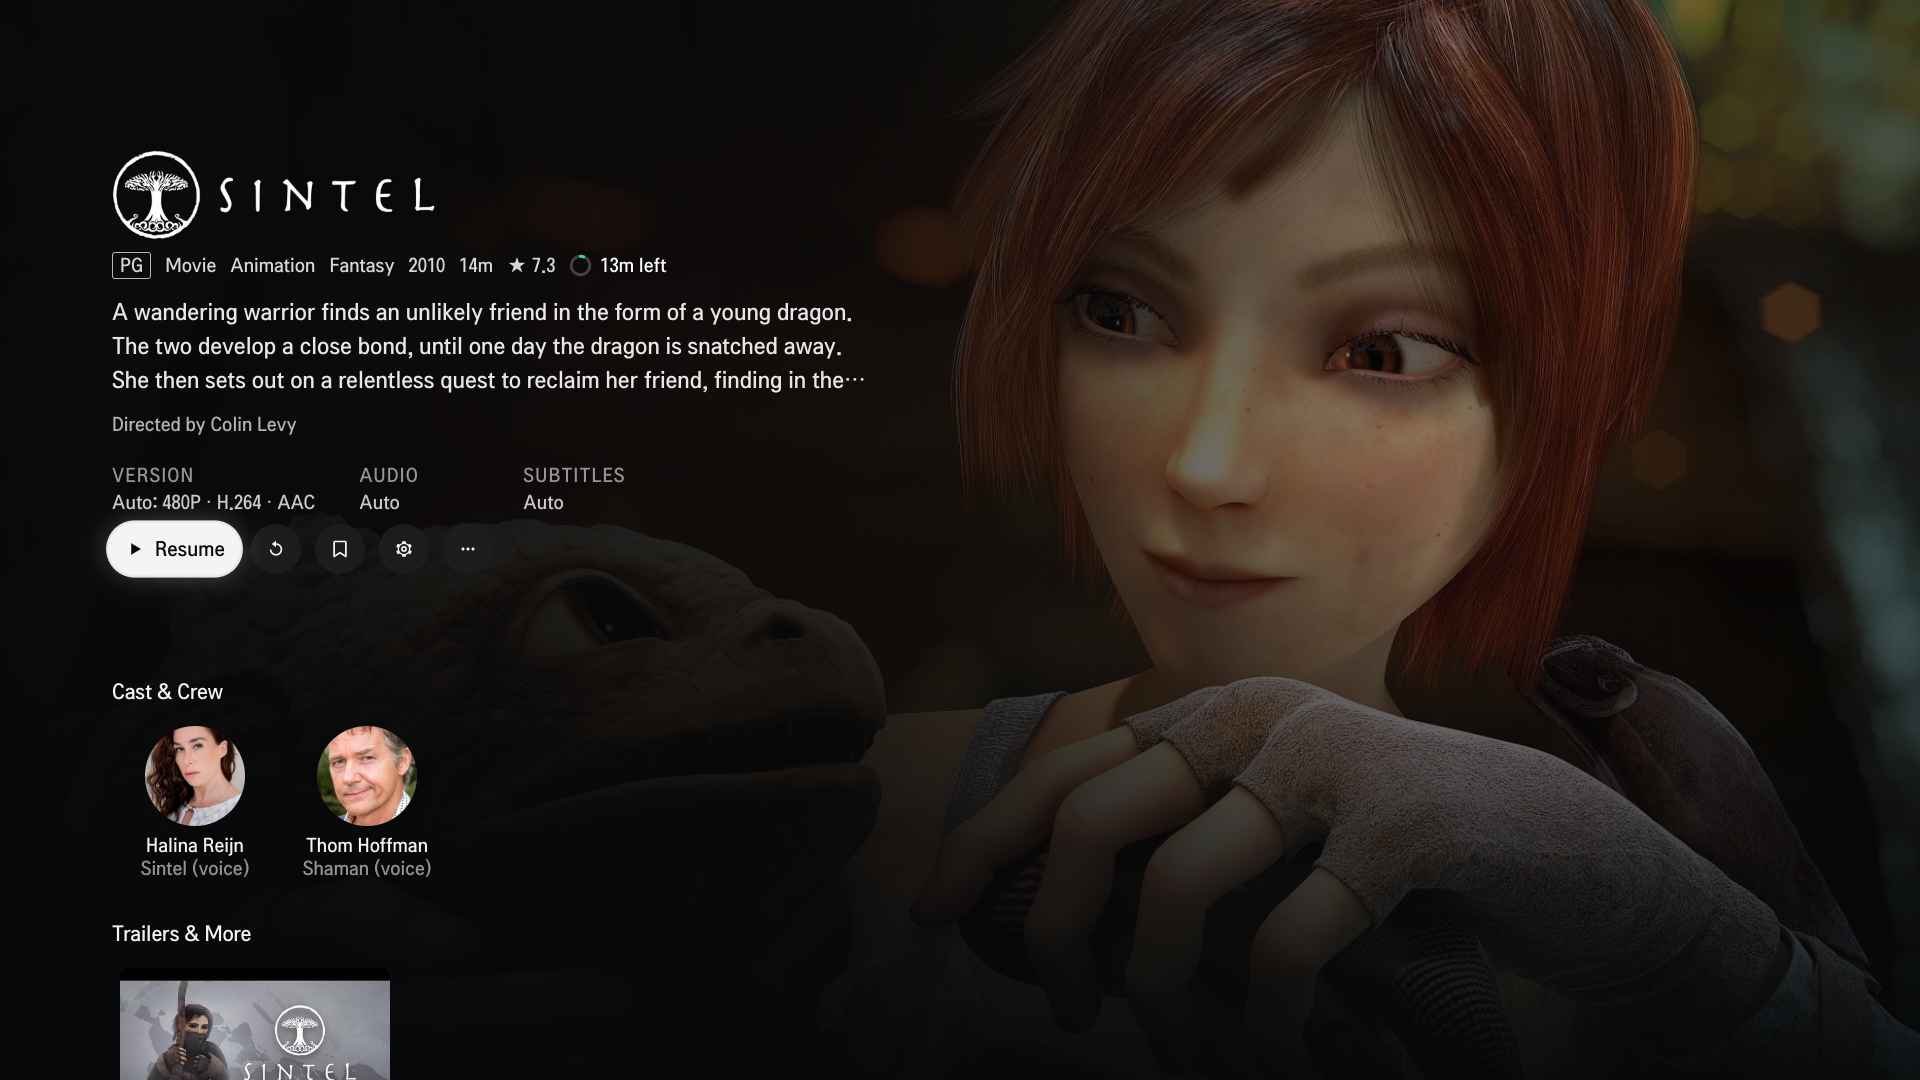 SINTEL
PG Movie Animation Fantasy 2010 14m ★ 7.3 13m left
A wandering warrior finds an unlikely friend in the form of a young dragon.
The two develop a close bond, until one day the dragon is snatched away.
She then sets out on a relentless quest to reclaim her friend, finding in the…
Directed by Colin Levy
VERSION AUDIO SUBTITLES
Auto: 480P · H.264 · AAC Auto Auto
Resume
Cast & Crew
Halina Reijn Thom Hoffman
Sintel (voice) Shaman (voice)
Trailers & More
SINTEL